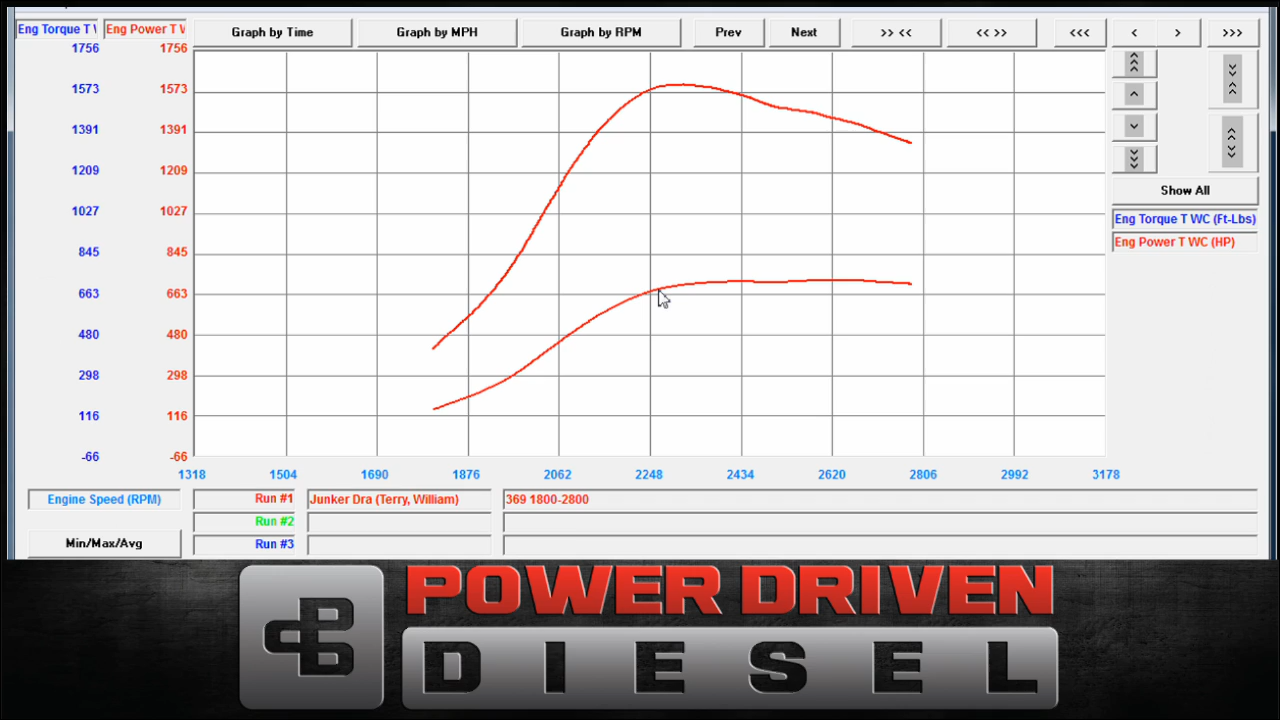 Eng Torque T W Eng Power T W Graph by Time Graph by MPH Graph by RPM Prev Next >> << << >> <<< < > >>>
1756 1756
1573 1573
1391 1391
1209 1209
1027 1027
845 845
663 663
480 480
298 298
116 116
-66 -66
Show All
Eng Torque T WC (Ft-Lbs)
Eng Power T WC (HP)
1318 1504 1690 1876 2062 2248 2434 2620 2806 2992 3178
Engine Speed (RPM) Run #1 Junker Dra (Terry, William) 369 1800-2800
Run #2
Min/Max/Avg Run #3
POWER DRIVEN
DIESEL